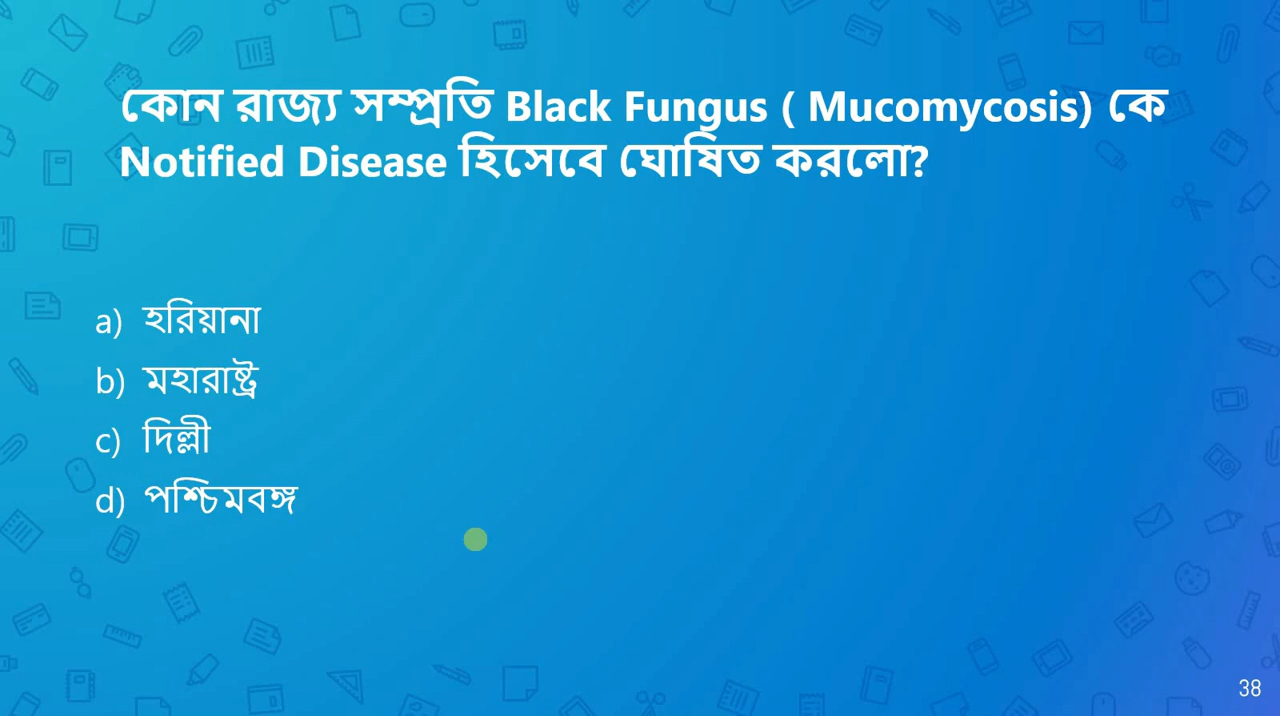 কোন রাজ্য সম্প্রতি Black Fungus ( Mucomycosis) কে
Notified Disease হিসেবে ঘোষিত করলো?
a) হরিয়ানা
b) মহারাষ্ট্র
c) দিল্লী
d) পশ্চিমবঙ্গ
38